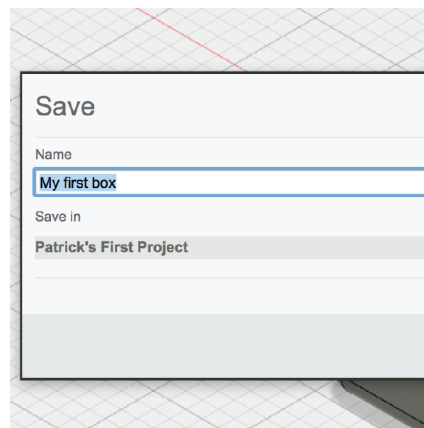 Save
Name
My first box
Save in
Patrick's First Project